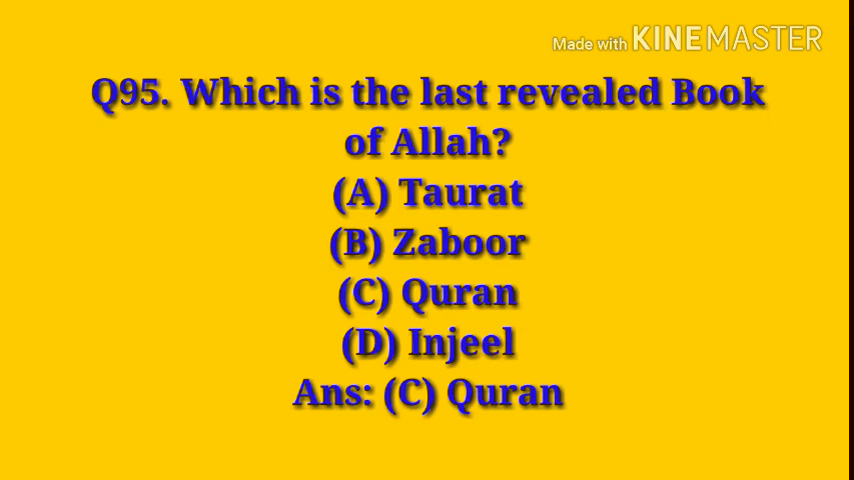 Made with KINEMASTER
Q95. Which is the last revealed Book
of Allah?
(A) Taurat
(B) Zaboor
(C) Quran
(D) Injeel
Ans: (C) Quran